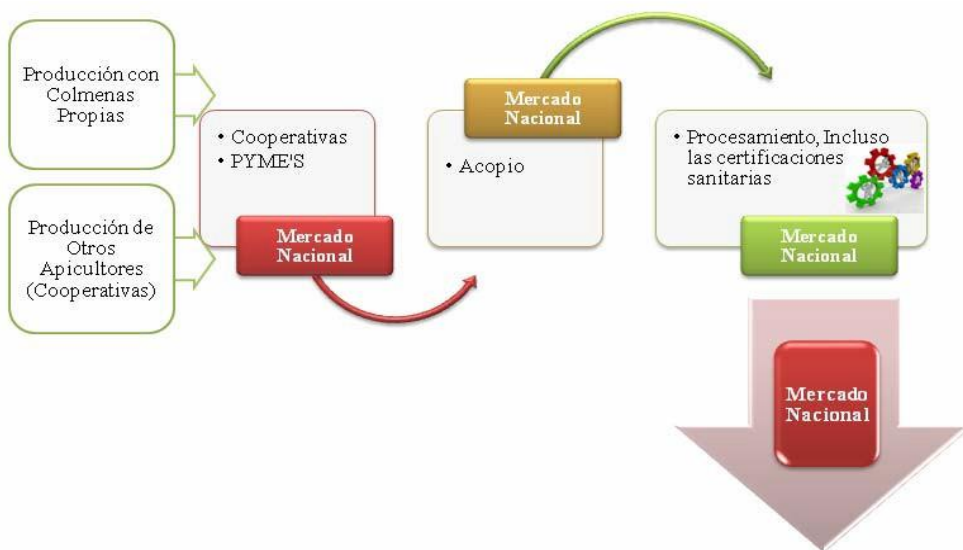 Producción con
Colmenas
Propias
Producción de
Otros
Apicultores
(Cooperativas)
• Cooperativas
• PYME'S
Mercado
Nacional
Mercado
Nacional
• Acopio
• Procesamiento, Incluso
las certificaciones
sanitarias
Mercado
Nacional
Mercado
Nacional